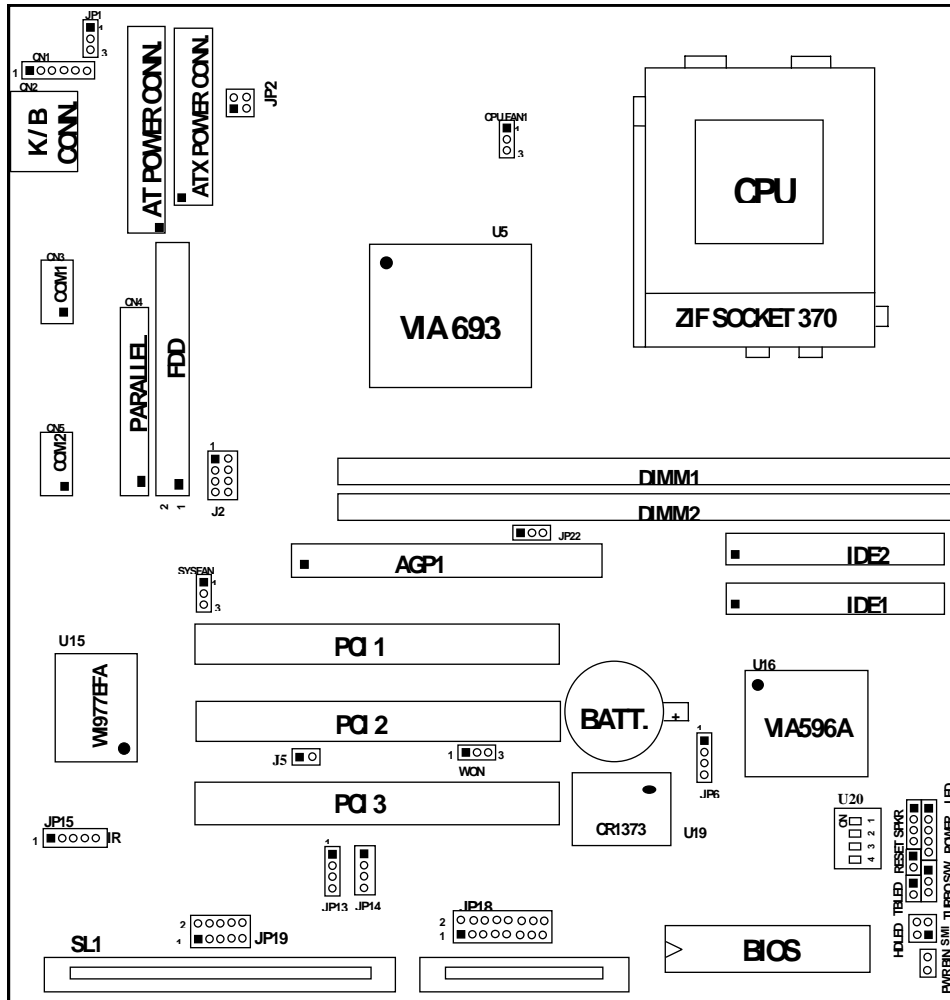 JP1
1
3
CN1
1
CN2
K/B
CONN.
AT POWER CONN.
ATX POWER CONN.
JP2
CPUFAN1
1
3
CPU
ZIF SOCKET 370
U5
VIA 693
CN3
COM1
CN4
PARALLEL
FDD
2 1
CN5
COM2
1
J2
DIMM1
DIMM2
JP22
AGP1
IDE2
IDE1
SYSFAN
1
3
U15
W1977EFA
PCI 1
PCI 2
PCI 3
J5
1
3
WON
BATT.
+
U16
VIA596A
1
JP6
CR1373
U19
U20
ON
1
2
3
4
JP15
1
IR
1
JP13
JP14
2
1
JP19
JP18
2
1
SL1
BIOS
TBLED RESET SPKR
TURBO SW POWER LED
HDLED
SMI
PWRBTN